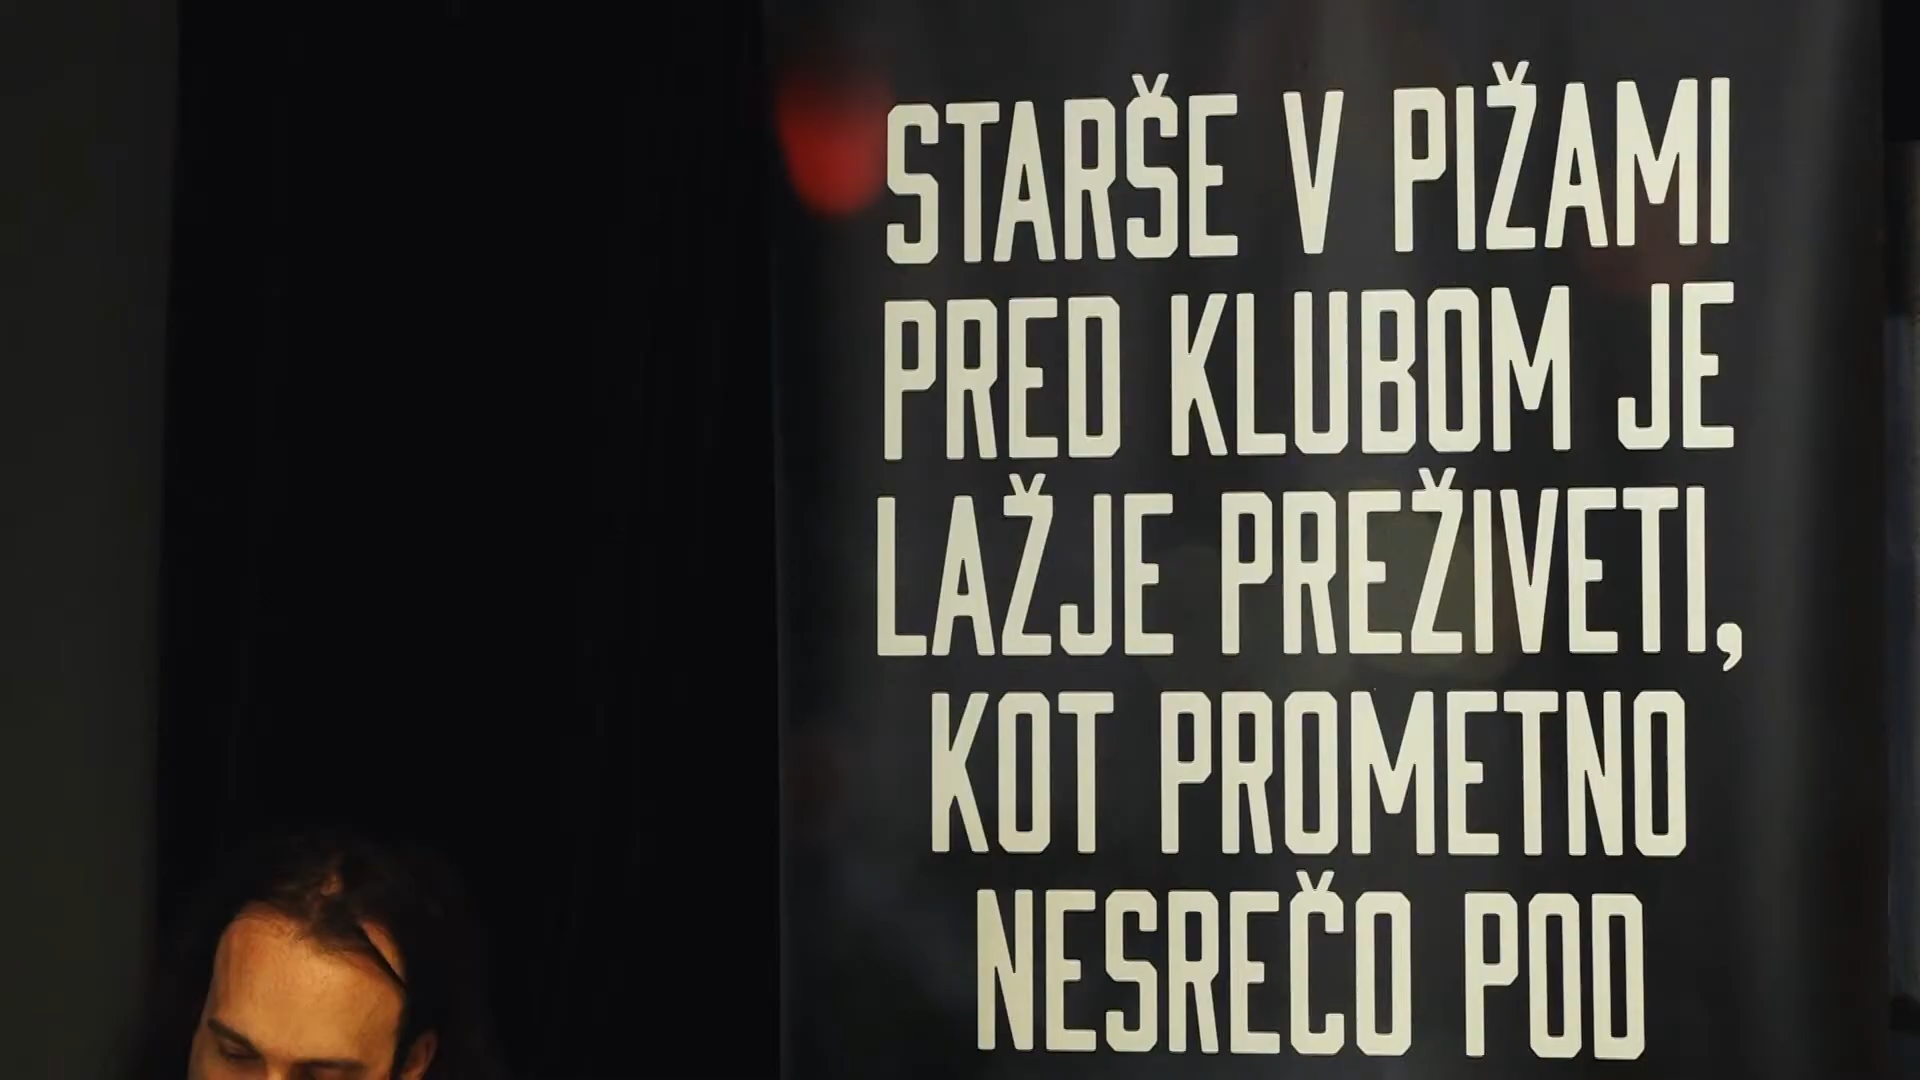 STARŠE V PIŽAMI
PRED KLUBOM JE
LAŽJE PREŽIVETI,
KOT PROMETNO
NESREČO POD